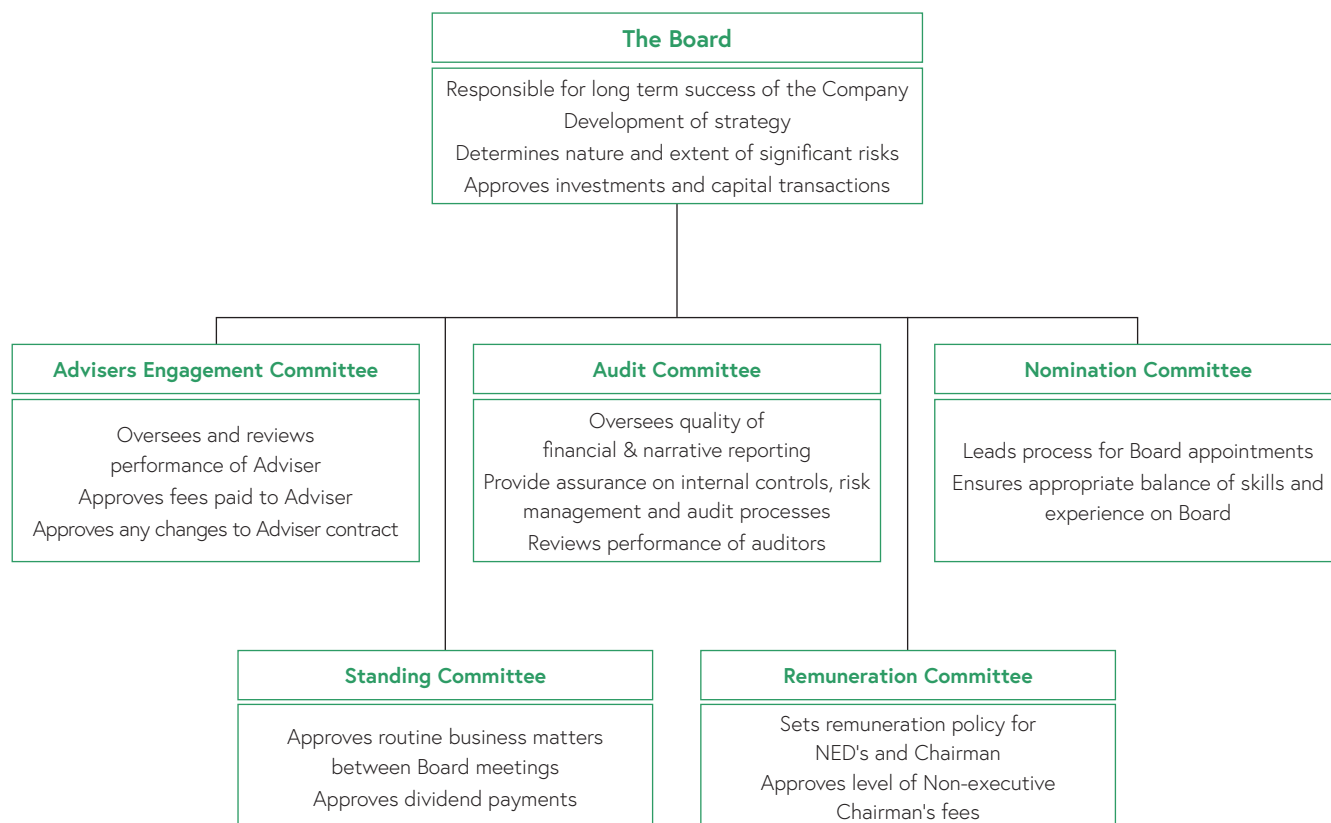 The Board
Responsible for long term success of the Company
Development of strategy
Determines nature and extent of significant risks
Approves investments and capital transactions
Advisers Engagement Committee
Oversees and reviews
performance of Adviser
Approves fees paid to Adviser
Approves any changes to Adviser contract
Audit Committee
Oversees quality of
financial & narrative reporting
Provide assurance on internal controls, risk
management and audit processes
Reviews performance of auditors
Nomination Committee
Leads process for Board appointments
Ensures appropriate balance of skills and
experience on Board
Standing Committee
Approves routine business matters
between Board meetings
Approves dividend payments
Remuneration Committee
Sets remuneration policy for
NED's and Chairman
Approves level of Non-executive
Chairman's fees